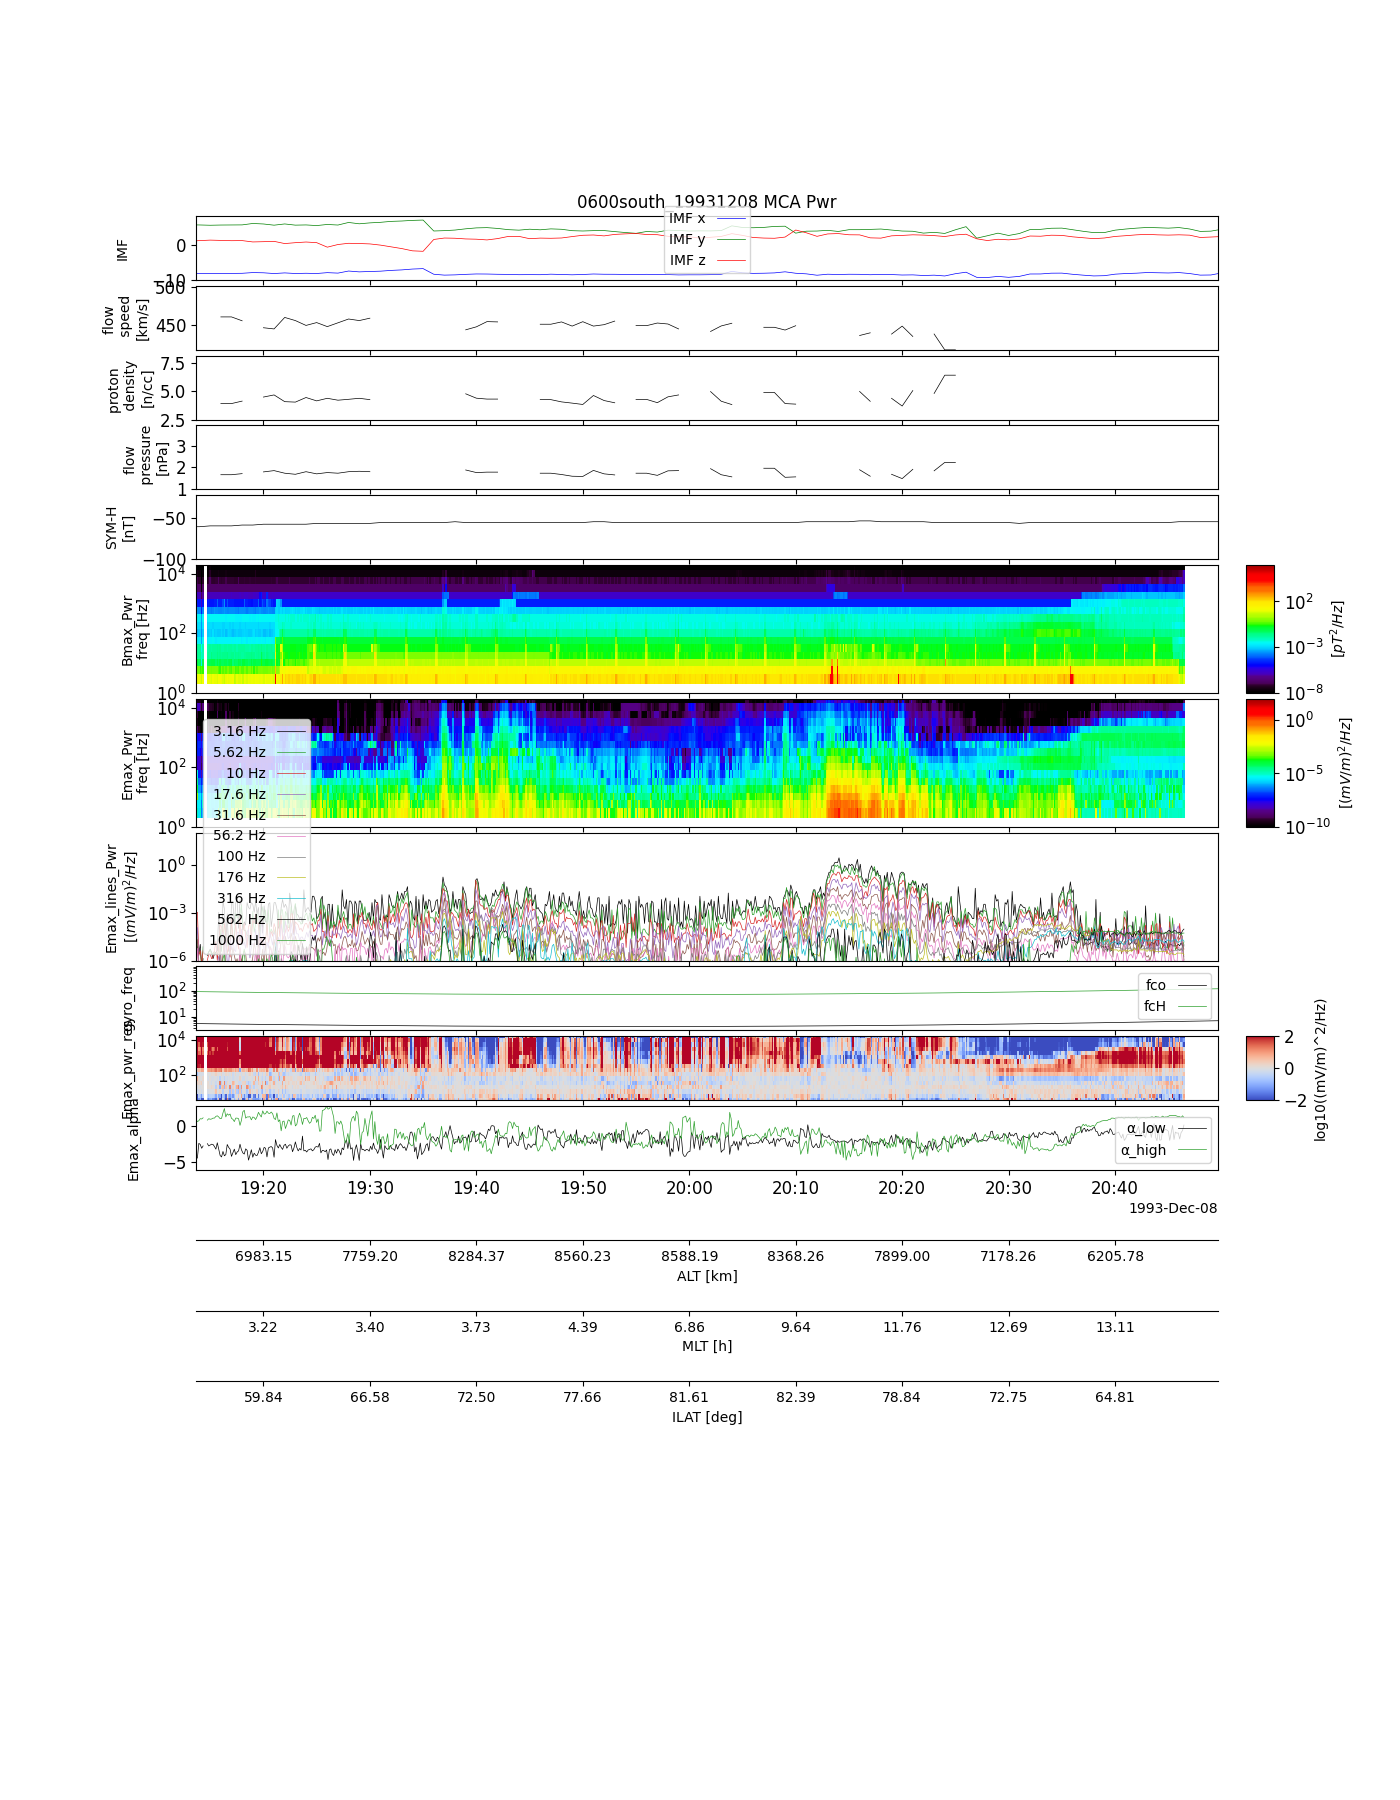 0600south_19931208 MCA Pwr
IMF
0
−10
IMF x
IMF y
IMF z
flow
speed
[km/s]
500
450
proton
density
[n/cc]
7.5
5.0
2.5
flow
pressure
[nPa]
3
2
1
SYM-H
[nT]
−50
−100
Bmax_Pwr
freq [Hz]
10^4
10^2
10^0
10^2
10^-3
10^-8
[pT^2/Hz]
Emax_Pwr
freq [Hz]
10^4
10^2
10^0
10^0
10^-5
10^-10
[(mV/m)^2/Hz]
3.16 Hz
5.62 Hz
10 Hz
17.6 Hz
31.6 Hz
56.2 Hz
100 Hz
176 Hz
316 Hz
562 Hz
1000 Hz
Emax_lines_Pwr
[(mV/m)^2/Hz]
10^0
10^-3
10^-6
gyro_freq
10^2
10^1
fco
fcH
Emax_pwr_reg
10^4
10^2
2
0
−2
log10((mV/m)^2/Hz)
Emax_alpha
0
−5
α_low
α_high
19:20 19:30 19:40 19:50 20:00 20:10 20:20 20:30 20:40
1993-Dec-08
6983.15 7759.20 8284.37 8560.23 8588.19 8368.26 7899.00 7178.26 6205.78
ALT [km]
3.22 3.40 3.73 4.39 6.86 9.64 11.76 12.69 13.11
MLT [h]
59.84 66.58 72.50 77.66 81.61 82.39 78.84 72.75 64.81
ILAT [deg]